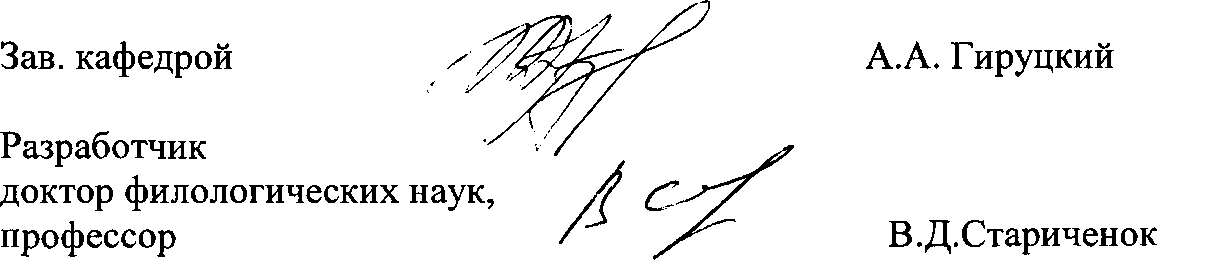 Зав. кафедрой А.А. Гируцкий
Разработчик
доктор филологических наук,
профессор В.Д.Стариченок